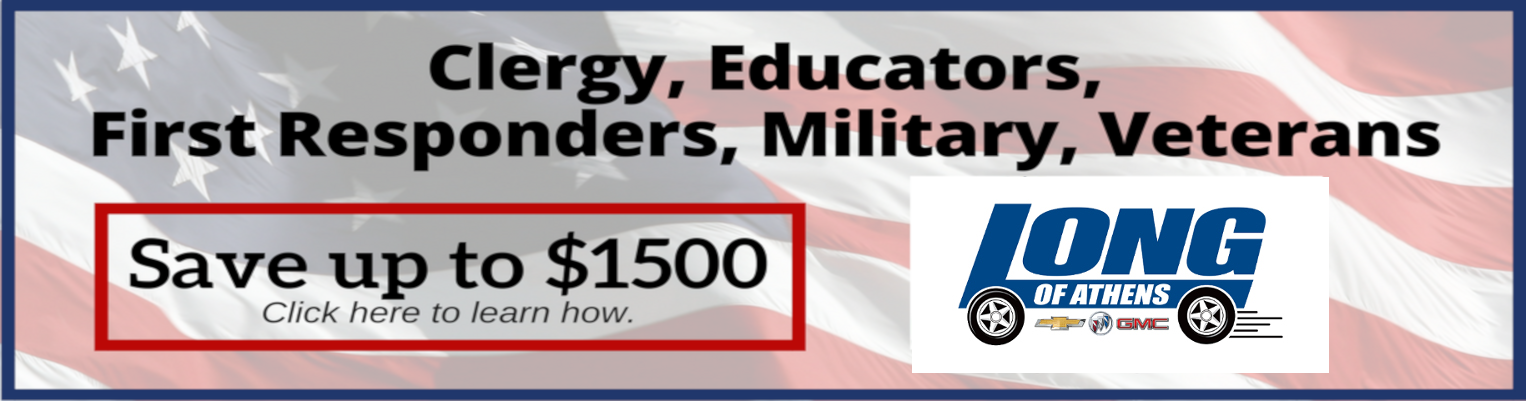 Clergy, Educators,
First Responders, Military, Veterans
Save up to $1500
Click here to learn how.
LONG
OF ATHENS
GMC